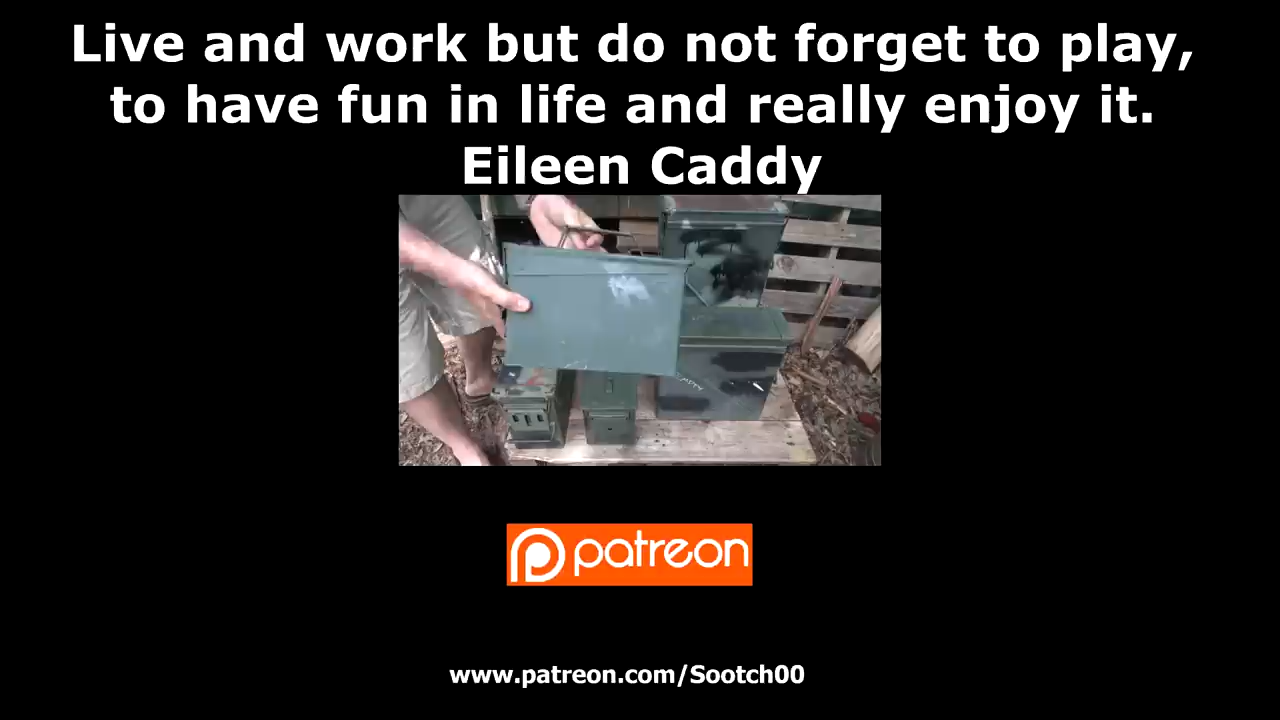 Live and work but do not forget to play,
to have fun in life and really enjoy it.
Eileen Caddy
patreon
www.patreon.com/Sootch00